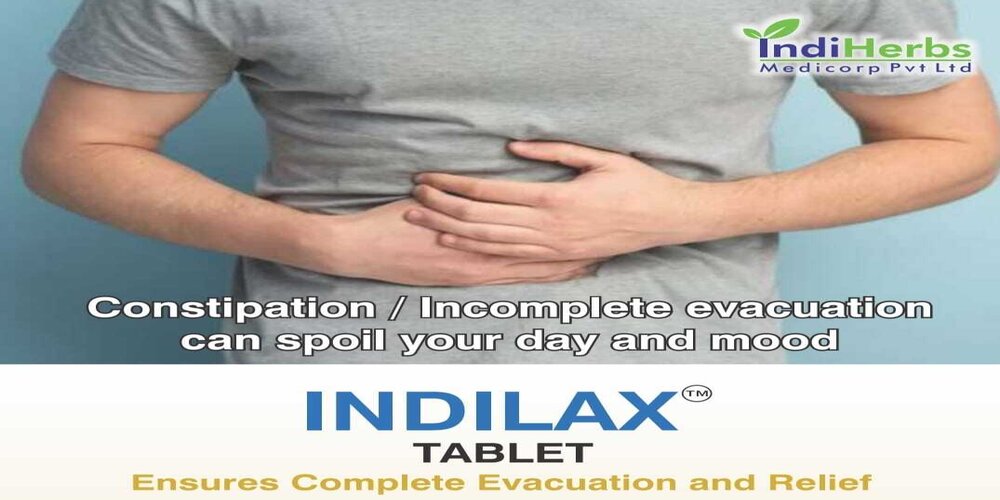 IndiHerbs
Medicorp Pvt Ltd
Constipation / Incomplete evacuation
can spoil your day and mood
INDILAX™
TABLET
Ensures Complete Evacuation and Relief